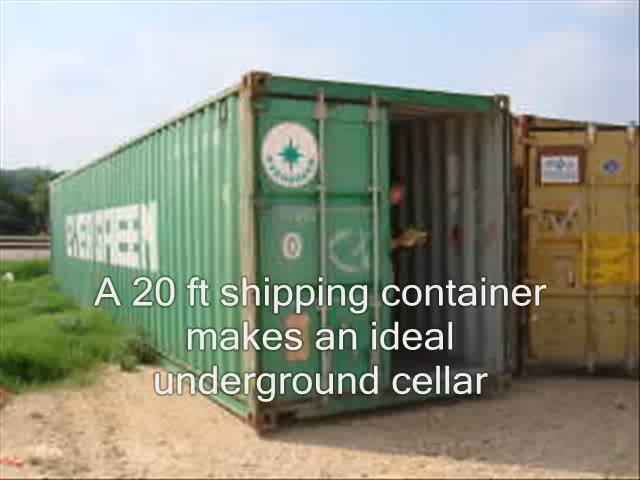 EVERGREEN
A 20 ft shipping container
makes an ideal
underground cellar